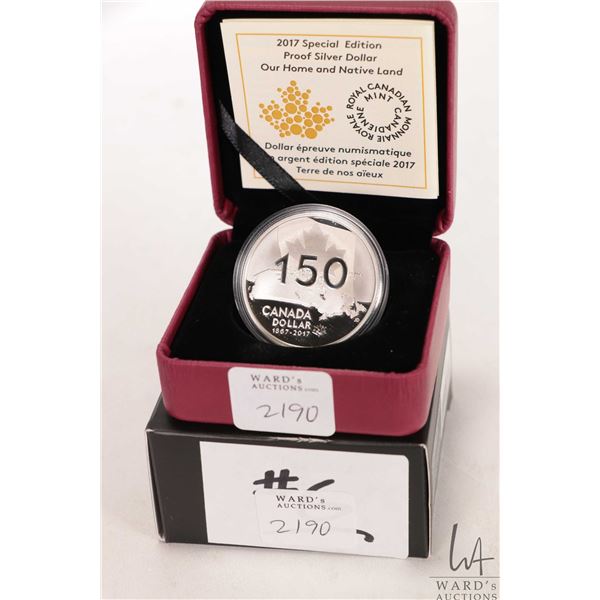 2017 Special Edition
Proof Silver Dollar
Our Home and Native Land
ROYAL CANADIAN MINT
MONNAIE ROYALE CANADIENNE
Dollar épreuve numismatique
argent édition spéciale 2017
Terre de nos aïeux
150
CANADA
DOLLAR
1867-2017
WARD's
AUCTIONS.com
2190
#
WARD's
AUCTIONS.com
2190
WA
WARD's
AUCTIONS